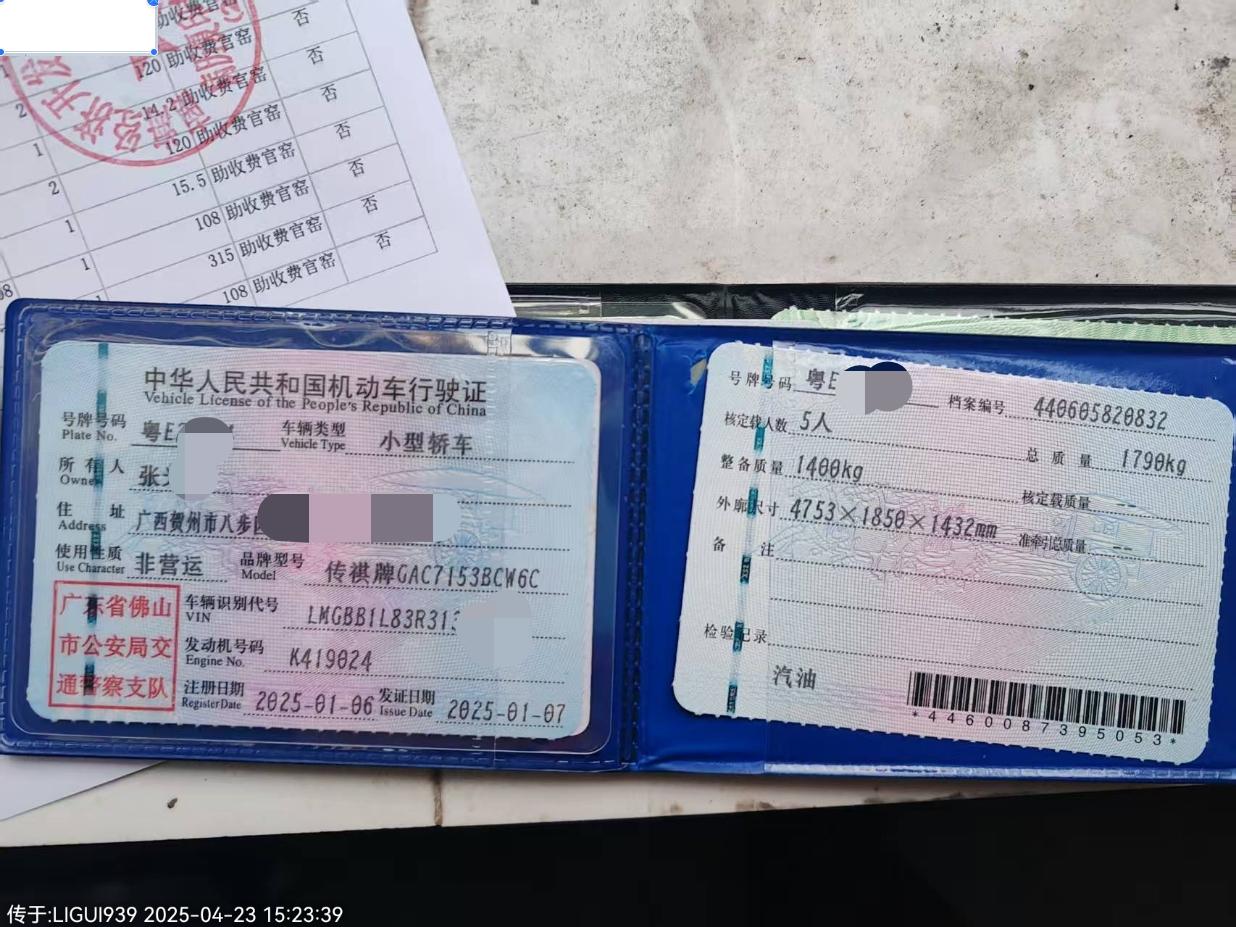 否
120 助收费官窑 否
14.2 助收费官窑 否
120 助收费官窑 否
2 15.5 助收费官窑 否
1 108 助收费官窑 否
1 315 助收费官窑 否
108 助收费官窑
中华人民共和国机动车行驶证
Vehicle License of the People's Republic of China
号牌号码 粤E 车辆类型 小型轿车
Plate No. Vehicle Type
所有人 张
Owner
住址 广西贺州市八步
Address
使用性质 非营运 品牌型号 传祺牌GAC7153BCW6C
Use Character Model
广东省佛山
市公安局交
通警察支队
车辆识别代号 LMGBB1L83R313
VIN
发动机号码 K419024
Engine No.
注册日期 2025-01-06 发证日期 2025-01-07
Register Date Issue Date
号牌号码 粤E 档案编号 440605820832
核定载人数 5人 总质量 1790kg
整备质量 1400kg 核定载质量
外廓尺寸 4753×1850×1432mm 准牵引总质量 --
备注
检验记录
汽油
*4460087395053*
传于:LIGUI939 2025-04-23 15:23:39